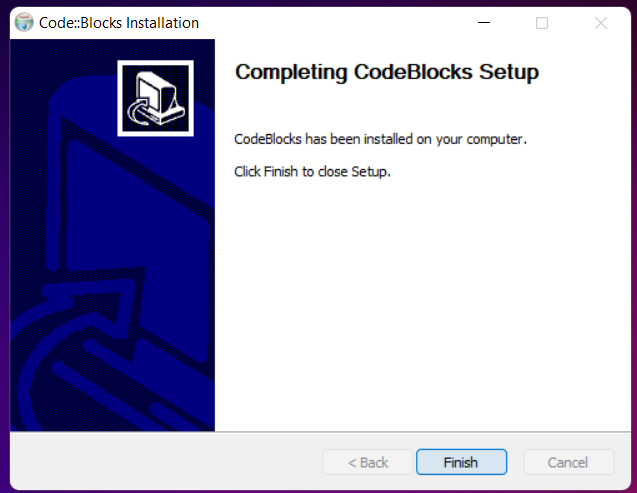 Code::Blocks Installation
Completing CodeBlocks Setup
CodeBlocks has been installed on your computer.
Click Finish to close Setup.
< Back
Finish
Cancel